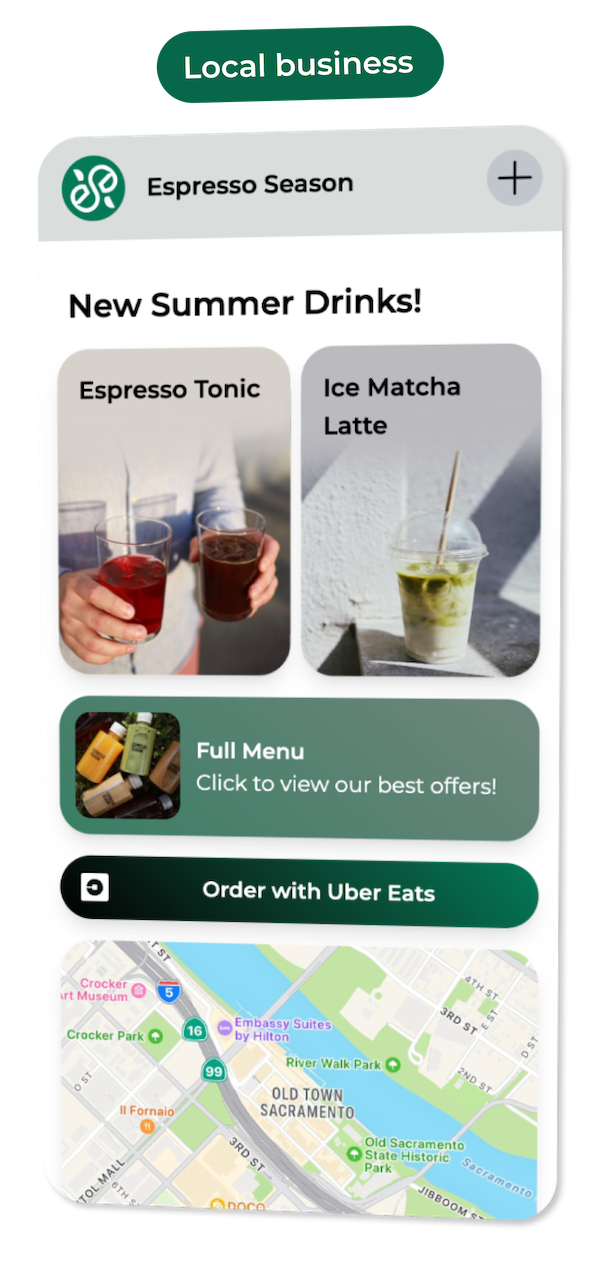 Local business
Espresso Season
New Summer Drinks!
Espresso Tonic
Ice Matcha
Latte
Full Menu
Click to view our best offers!
Order with Uber Eats
Crocker
rt Museum
5
16
Embassy Suites
by Hilton
Crocker Park
99
River Walk Park
4TH ST
3RD ST
E ST
D ST
2ND ST
O ST
OLD TOWN
SACRAMENTO
Il Fornaio
3RD ST
Old Sacramento
State Historic
Park
Sacramento
TOL MALL
6TH
JIBBOOM ST
DOCO